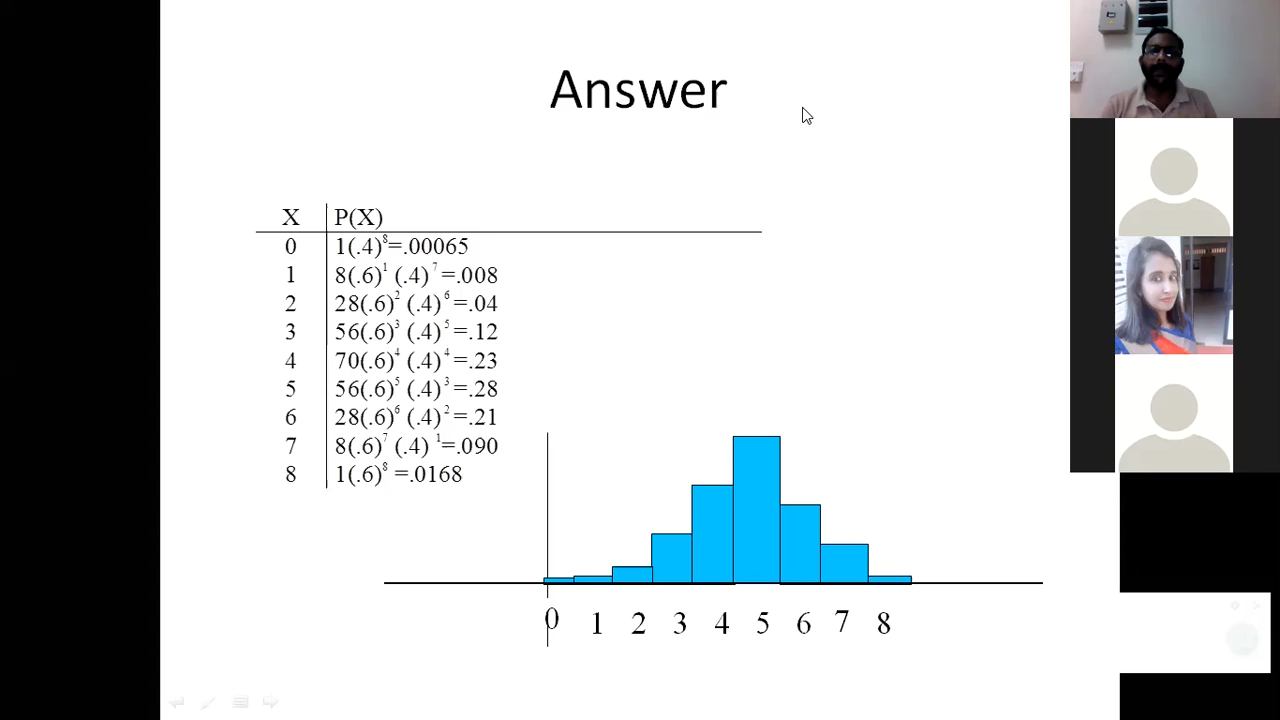 Answer
X P(X)
0 1(.4)⁸=.00065
1 8(.6)¹ (.4)⁷ =.008
2 28(.6)² (.4)⁶ =.04
3 56(.6)³ (.4)⁵ =.12
4 70(.6)⁴ (.4)⁴ =.23
5 56(.6)⁵ (.4)³ =.28
6 28(.6)⁶ (.4)² =.21
7 8(.6)⁷ (.4) ¹=.090
8 1(.6)⁸ =.0168
0 1 2 3 4 5 6 7 8